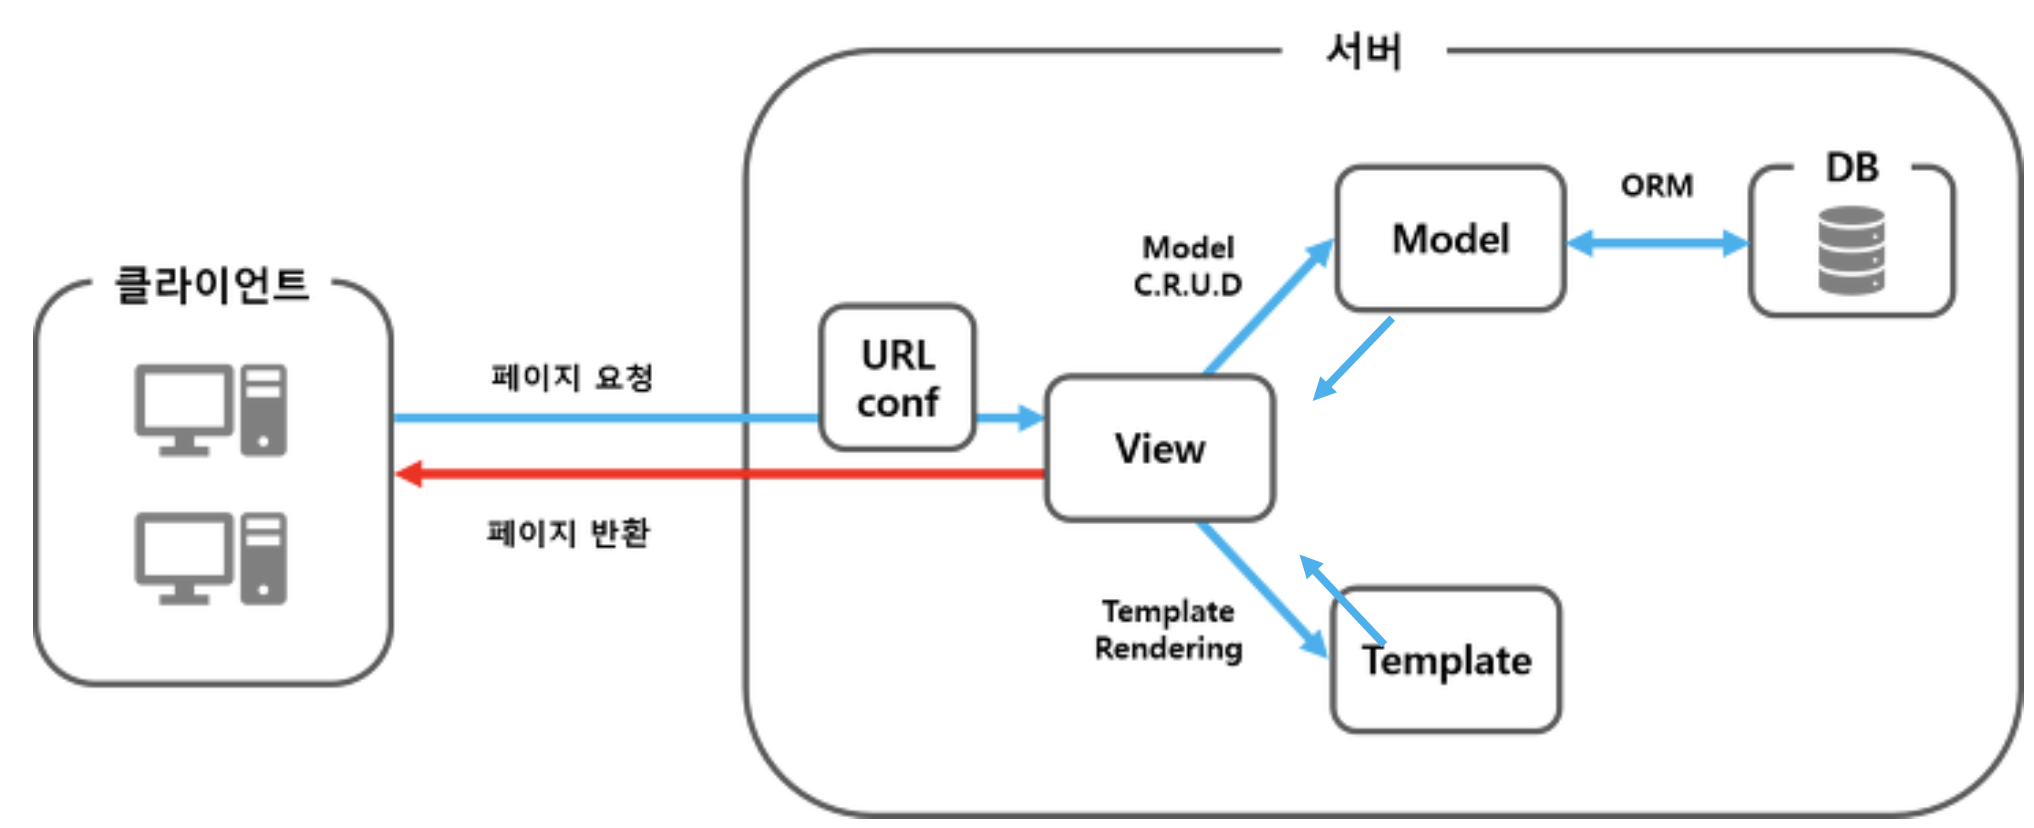 서버
클라이언트
페이지 요청
페이지 반환
URL
conf
View
Model
C.R.U.D
Model
ORM
DB
Template
Rendering
Template